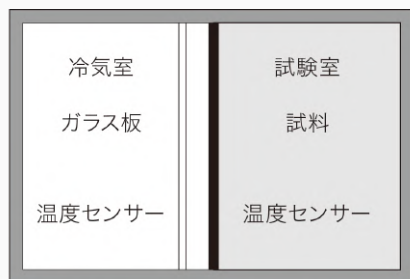 冷気室
ガラス板
温度センサー
試験室
試料
温度センサー